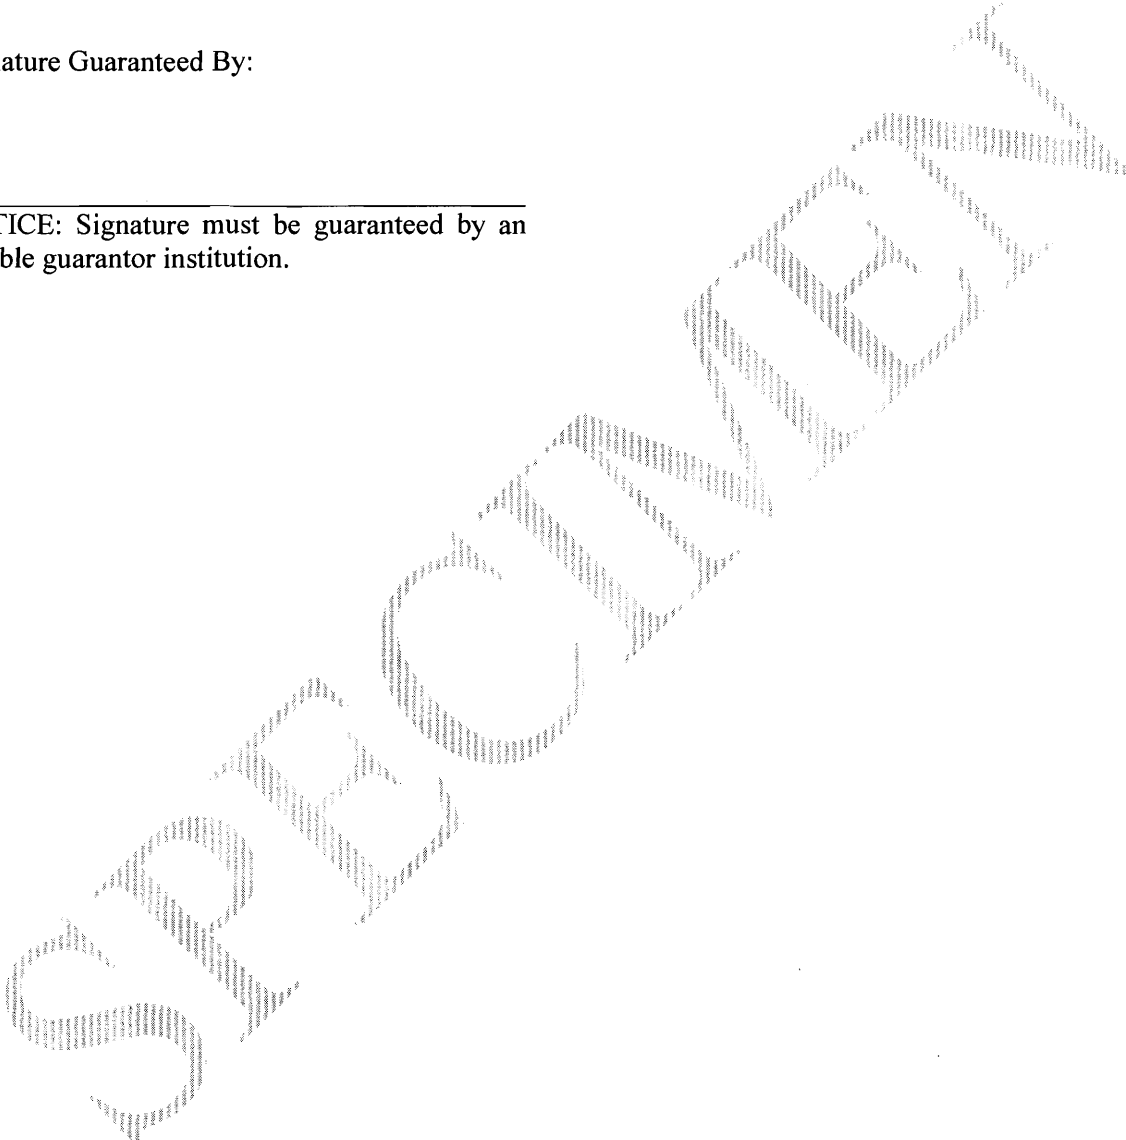 ature Guaranteed By:
TICE: Signature must be guaranteed by an
ble guarantor institution.
SPECIMEN